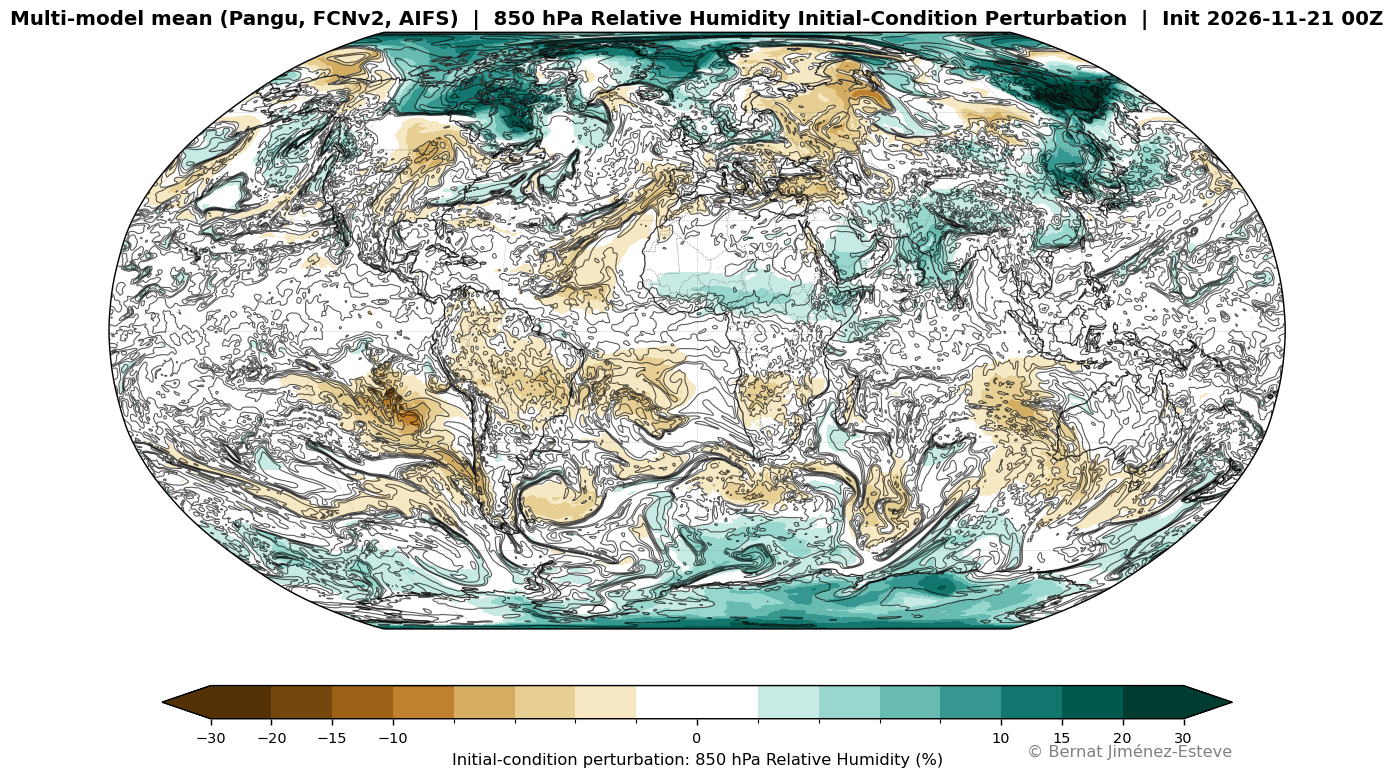 Multi-model mean (Pangu, FCNv2, AIFS)  |  850 hPa Relative Humidity Initial-Condition Perturbation  |  Init 2026-11-21 00Z
−30 −20 −15 −10 0 10 15 20 30
© Bernat Jiménez-Esteve
Initial-condition perturbation: 850 hPa Relative Humidity (%)